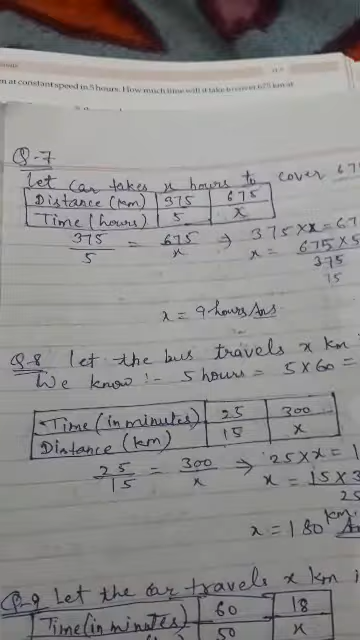 en at constant speed in 5 hours. How much time will it take to cover 675 km at
Q-7
Let car takes x hours to cover 675
Distance (km) 375 675
Time (hours) 5 x
375/5 = 675/x ⇒ 375 × x = 67
x = 675 × 5
375
15
x = 9 hours Ans
Q-8 Let the bus travels x km
We know :- 5 hours = 5 × 60 =
Time (in minutes) 25 300
Distance (km) 15 x
25/15 = 300/x ⇒ 25 × x = 1
x = 15 × 3
25
x = 180 km.
Q-9 Let the car travels x km
Time (in minutes) 60 18
50 x